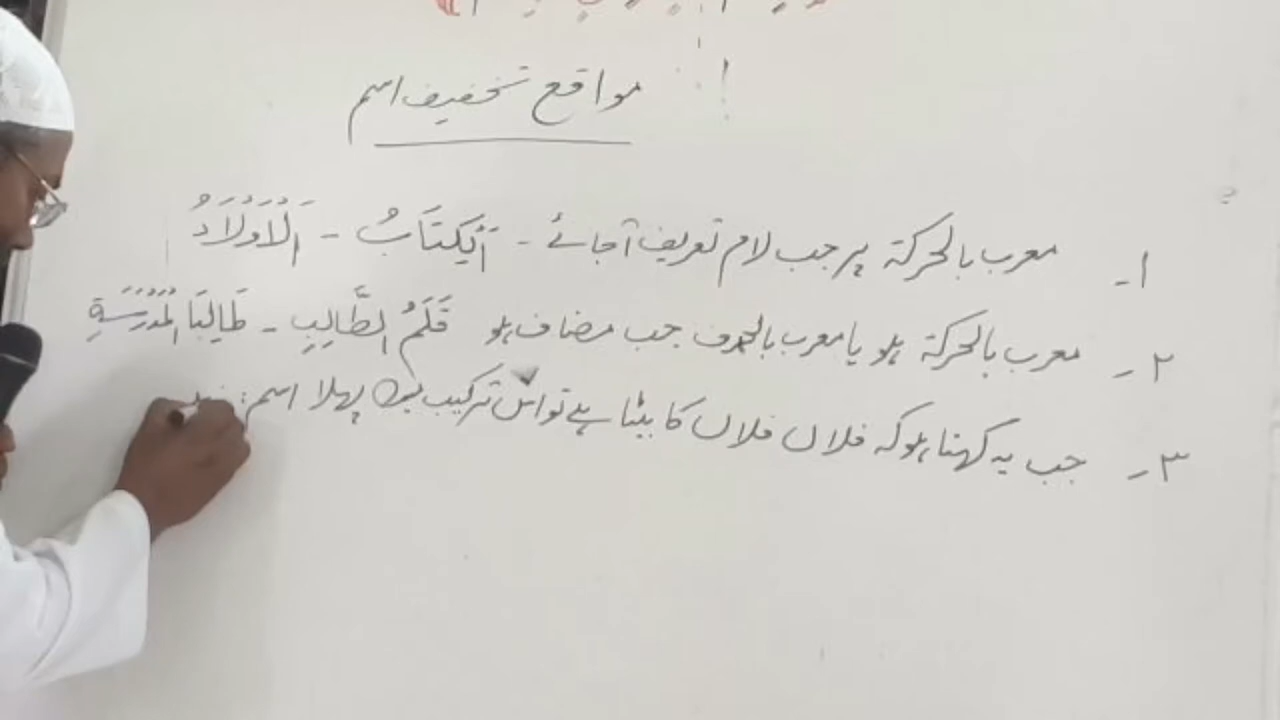 مواقع تخفیف اسم
۱۔ معرب بالحرکۃ پر جب لام تعریف آجائے - اَلْکِتَابُ - اَلْاَوْلَادُ
۲۔ معرب بالحرکۃ ہو یا معرب بالحروف جب مضاف ہو قَلَمُ الطَّالِبِ - طَالِبَا الْمَدْرَسَةِ
۳۔ جب یہ کہنا ہو کہ فلاں فلاں کا بیٹا ہے تو اس ترکیب میں پہلا اسم